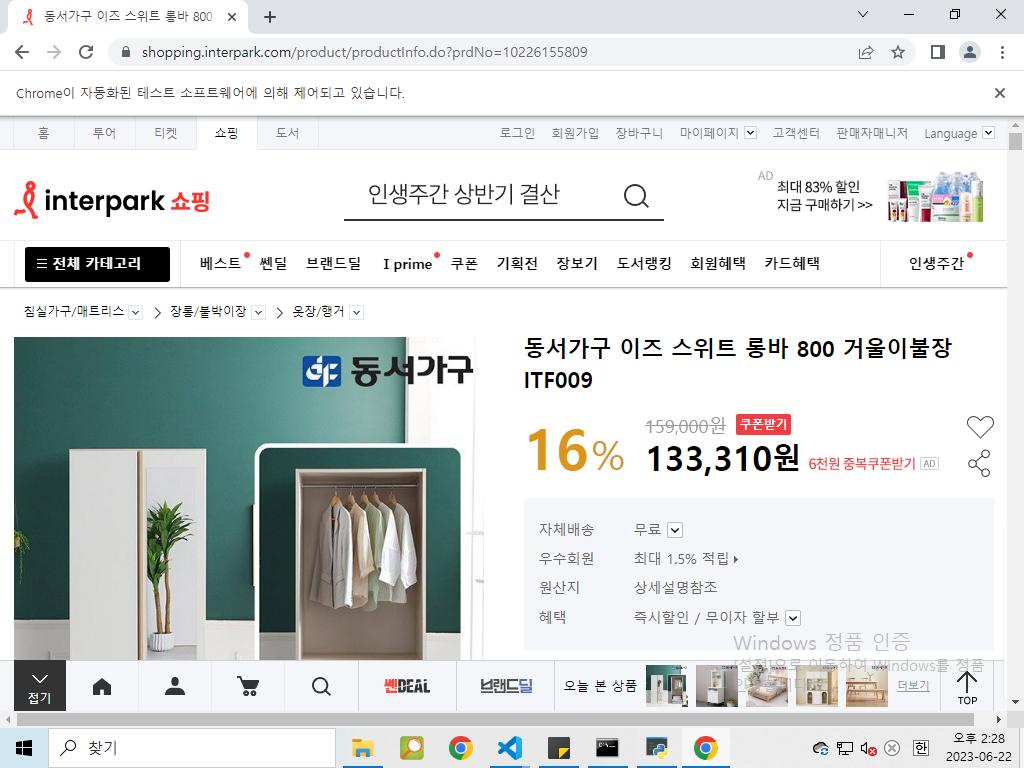 동서가구 이즈 스위트 롱바 800
shopping.interpark.com/product/productInfo.do?prdNo=10226155809
Chrome이 자동화된 테스트 소프트웨어에 의해 제어되고 있습니다.
홈 투어 티켓 쇼핑 도서 로그인 회원가입 장바구니 마이페이지 고객센터 판매자매니저 Language
interpark 쇼핑
인생주간 상반기 결산
AD 최대 83% 할인
지금 구매하기 >>
전체 카테고리 베스트 쎈딜 브랜드딜 I prime 쿠폰 기획전 장보기 도서랭킹 회원혜택 카드혜택 인생주간
침실가구/매트리스 장롱/붙박이장 옷장/행거
동서가구
동서가구 이즈 스위트 롱바 800 거울이불장
ITF009
16% 159,000원 쿠폰받기
133,310원 6천원 중복쿠폰받기 AD
자체배송 무료
우수회원 최대 1.5% 적립
원산지 상세설명참조
혜택 즉시할인 / 무이자 할부
Windows 정품 인증
[설정]으로 이동하여 Windows를 정품
접기 쎈DEAL 브랜드딜 오늘 본 상품 더보기 TOP
찾기
한
오후 2:28
2023-06-22